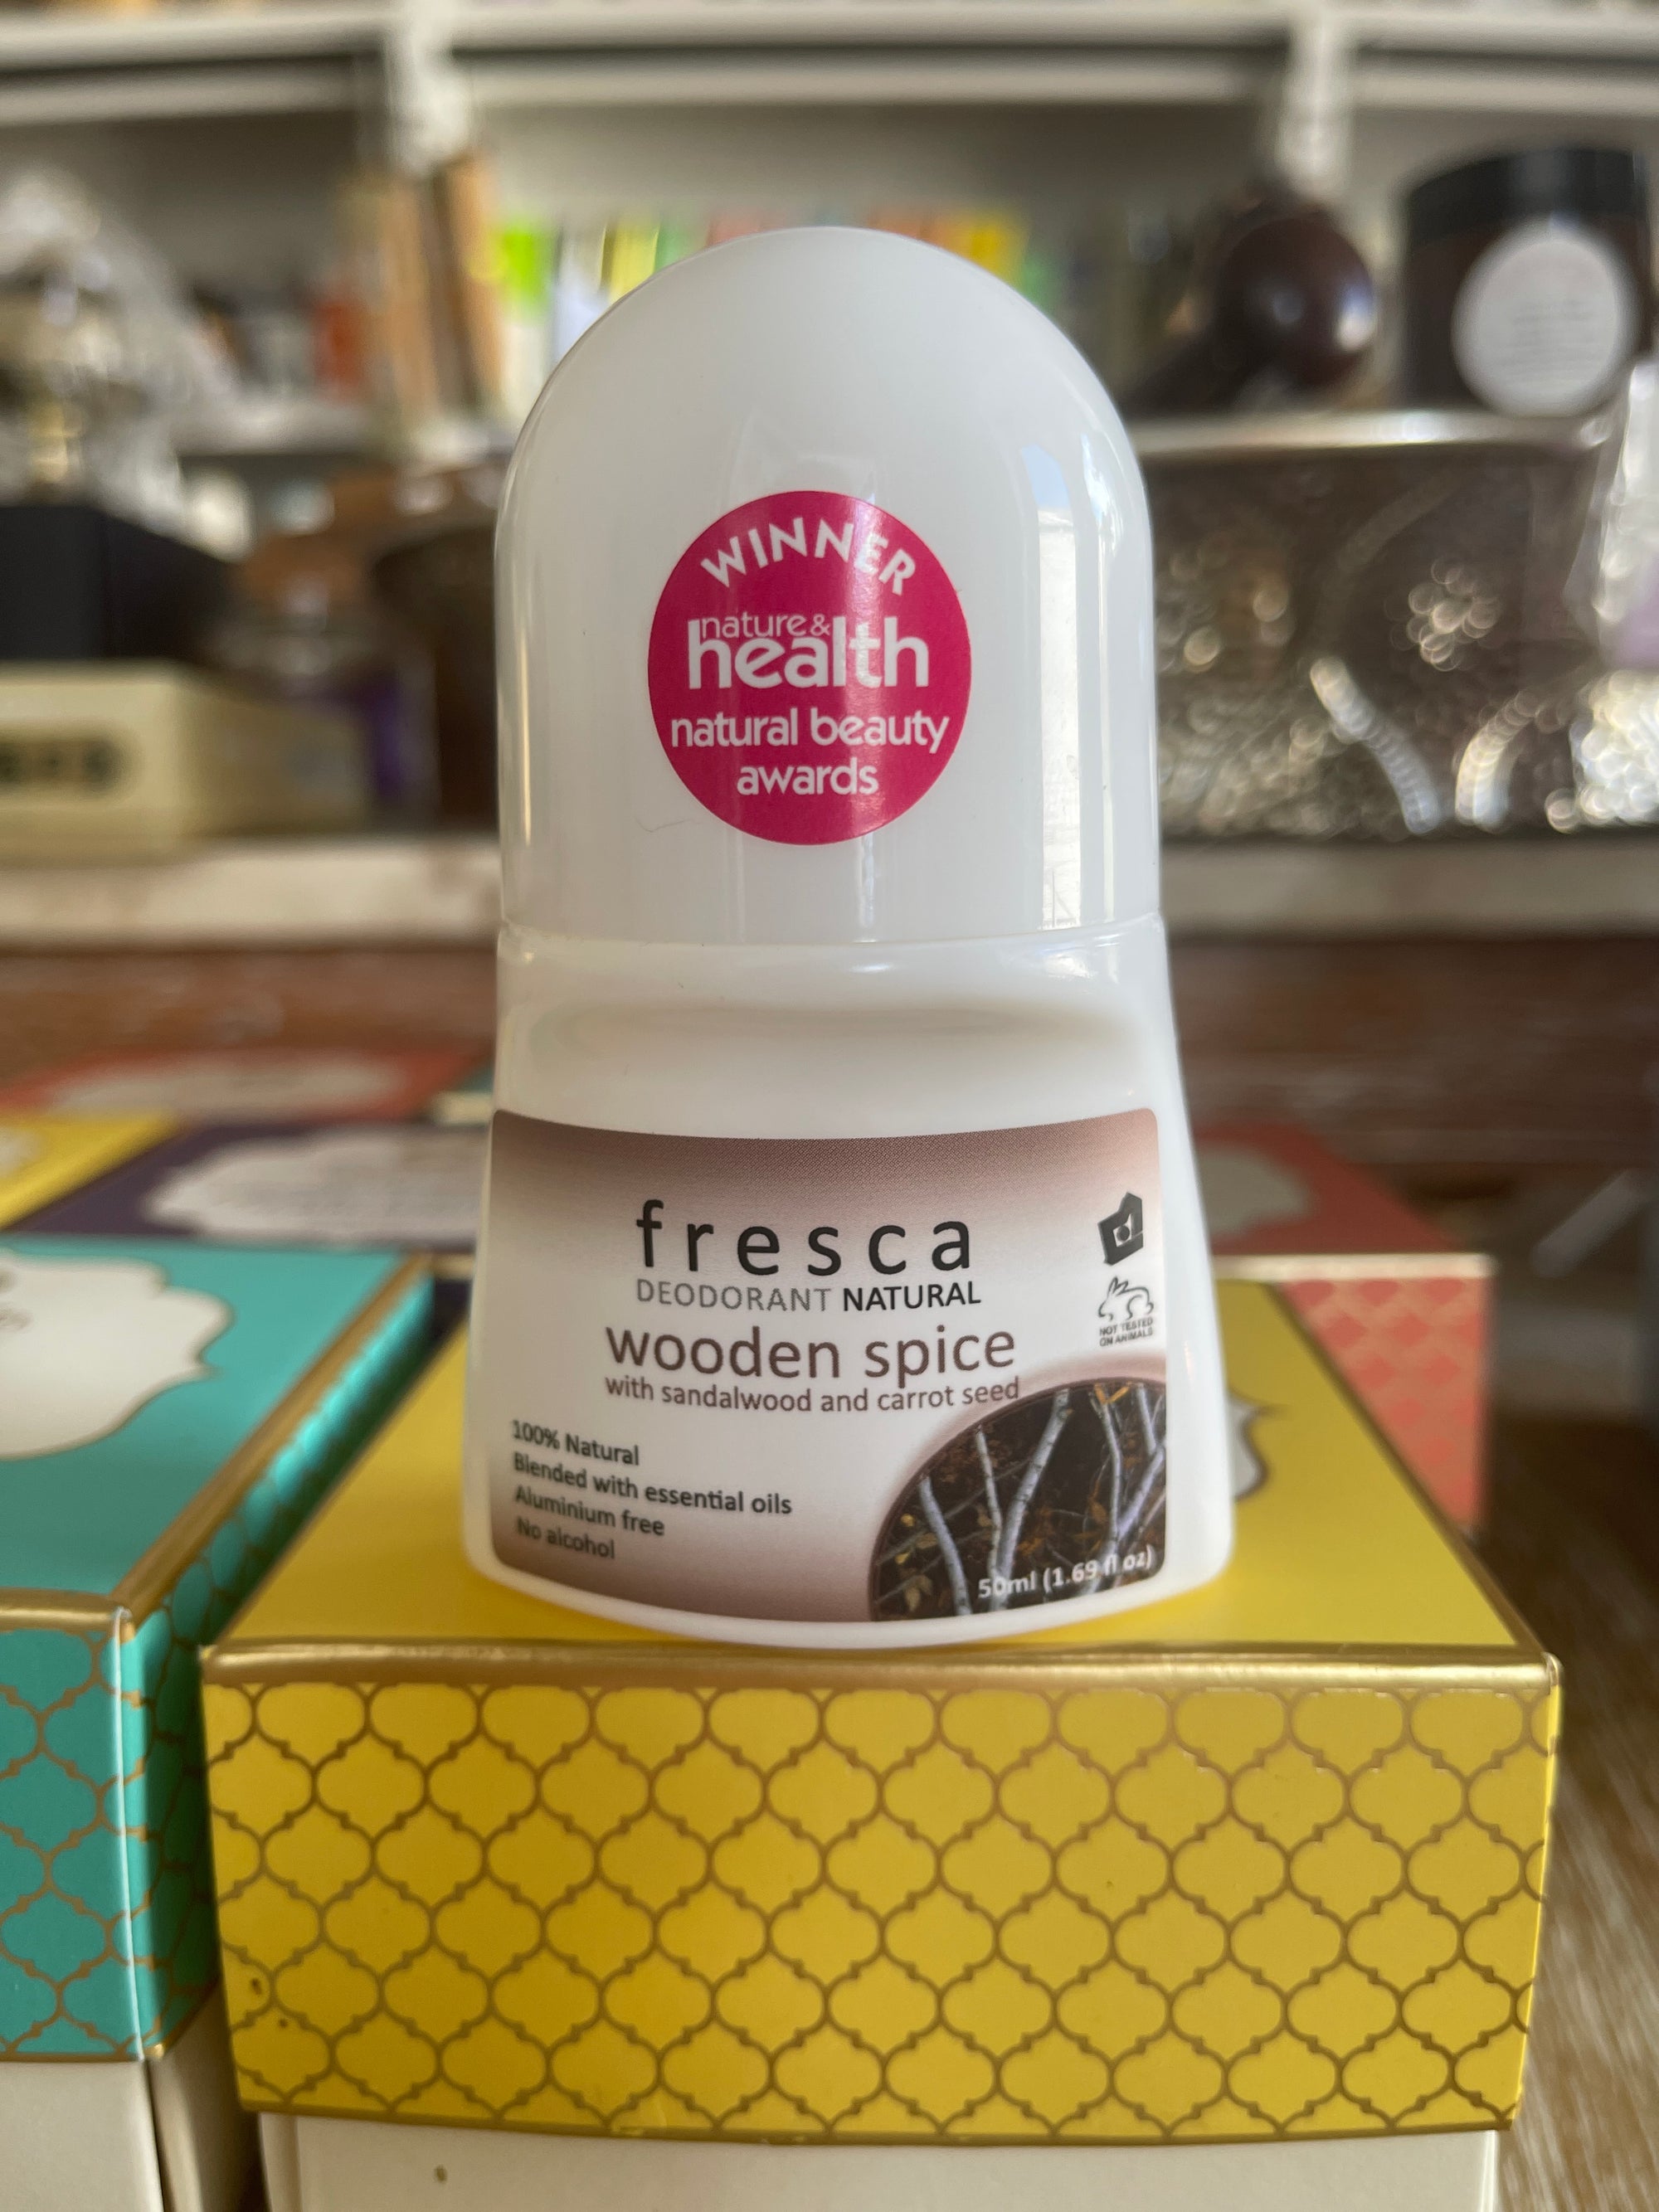 WINNER
nature&
health
natural beauty
awards
fresca
DEODORANT NATURAL
wooden spice
with sandalwood and carrot seed
NOT TESTED
ON ANIMALS
100% Natural
Blended with essential oils
Aluminium free
No alcohol
50ml (1.69 fl oz)